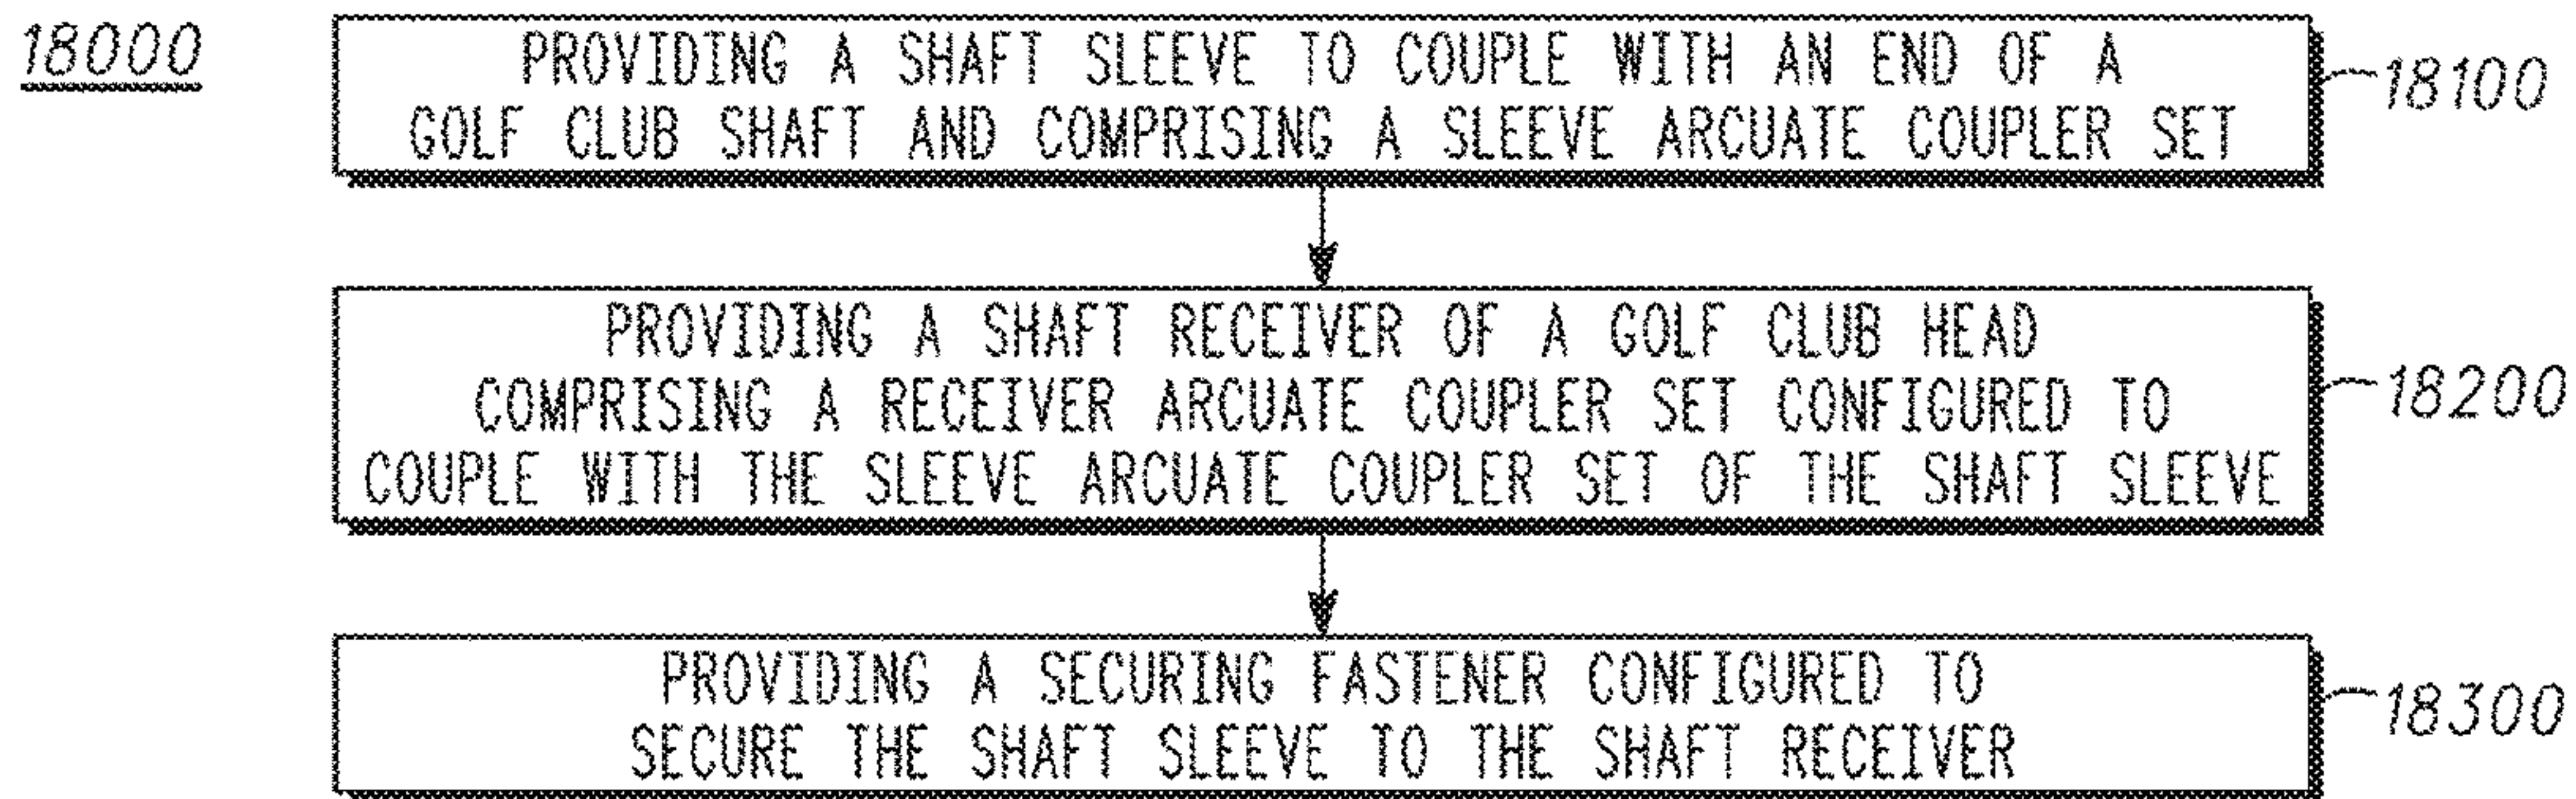 18000
PROVIDING A SHAFT SLEEVE TO COUPLE WITH AN END OF A
GOLF CLUB SHAFT AND COMPRISING A SLEEVE ARCUATE COUPLER SET
18100
PROVIDING A SHAFT RECEIVER OF A GOLF CLUB HEAD
COMPRISING A RECEIVER ARCUATE COUPLER SET CONFIGURED TO
COUPLE WITH THE SLEEVE ARCUATE COUPLER SET OF THE SHAFT SLEEVE
18200
PROVIDING A SECURING FASTENER CONFIGURED TO
SECURE THE SHAFT SLEEVE TO THE SHAFT RECEIVER
18300